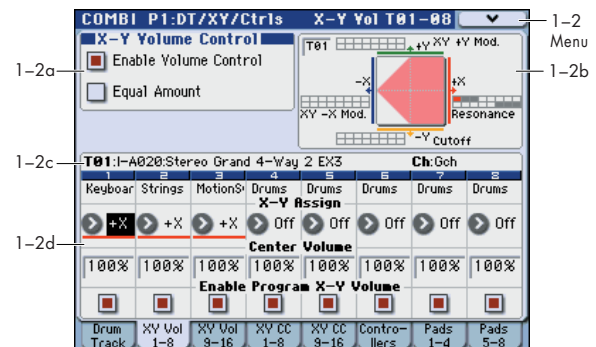 COMBI P1:DT/XY/Ctrls X-Y Vol T01-08
1-2
Menu
X-Y Volume Control
Enable Volume Control
Equal Amount
1-2a
T01
+Y XY +Y Mod.
-X
+X
XY -X Mod.
Resonance
-Y Cutoff
1-2b
1-2c
T01:I-A020:Stereo Grand 4-Way 2 EX3 Ch:Gch
1 2 3 4 5 6 7 8
Keyboar Strings MotionS Drums Drums Drums Drums Drums
X-Y Assign
1-2d
+X +X +X Off Off Off Off Off
Center Volume
100% 100% 100% 100% 100% 100% 100% 100%
Enable Program X-Y Volume
Drum Track XY Vol 1-8 XY Vol 9-16 XY CC 1-8 XY CC 9-16 Contro-llers Pads 1-4 Pads 5-8